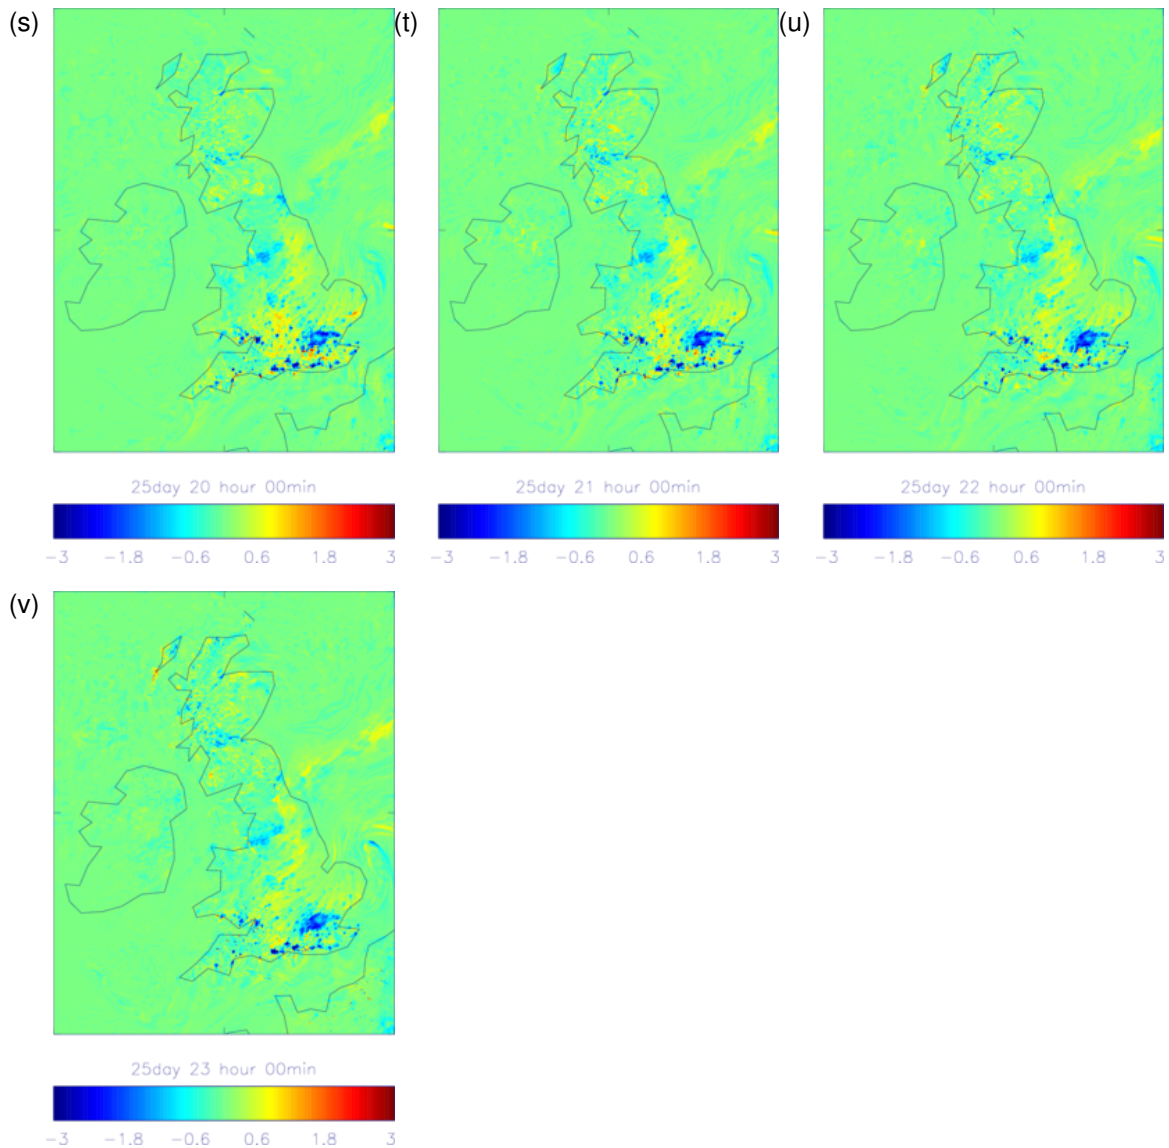 (s) (t) (u)
25day 20 hour 00min 25day 21 hour 00min 25day 22 hour 00min
−3 −1.8 −0.6 0.6 1.8 3 −3 −1.8 −0.6 0.6 1.8 3 −3 −1.8 −0.6 0.6 1.8 3
(v)
25day 23 hour 00min
−3 −1.8 −0.6 0.6 1.8 3